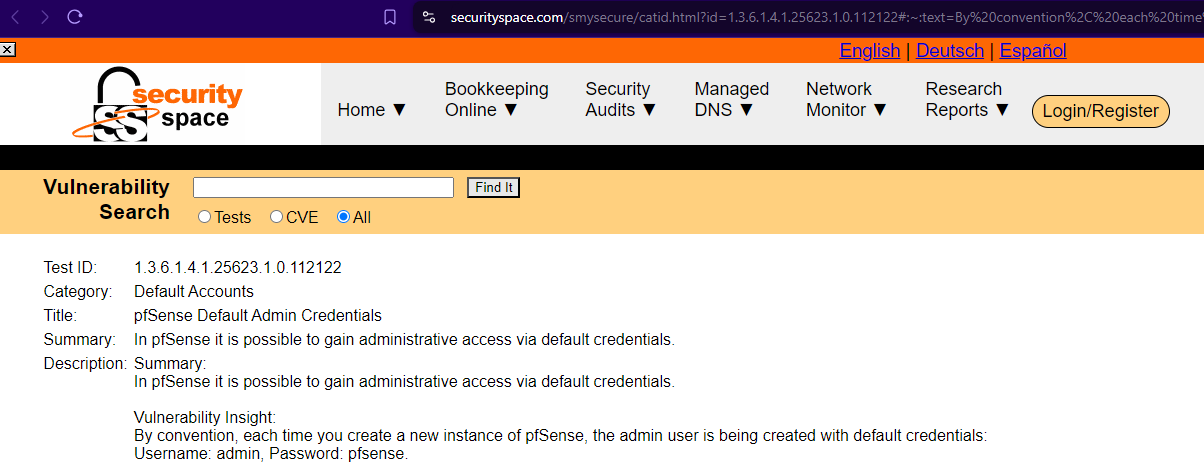 securityspace.com/smysecure/catid.html?id=1.3.6.1.4.1.25623.1.0.112122#:~:text=By%20convention%2C%20each%20time
English | Deutsch | Español
security
space
SS
Home ▼
Bookkeeping
Online ▼
Security
Audits ▼
Managed
DNS ▼
Network
Monitor ▼
Research
Reports ▼
Login/Register
Vulnerability
Search
Find It
Tests CVE All
Test ID: 1.3.6.1.4.1.25623.1.0.112122
Category: Default Accounts
Title: pfSense Default Admin Credentials
Summary: In pfSense it is possible to gain administrative access via default credentials.
Description: Summary:
In pfSense it is possible to gain administrative access via default credentials.
Vulnerability Insight:
By convention, each time you create a new instance of pfSense, the admin user is being created with default credentials:
Username: admin, Password: pfsense.